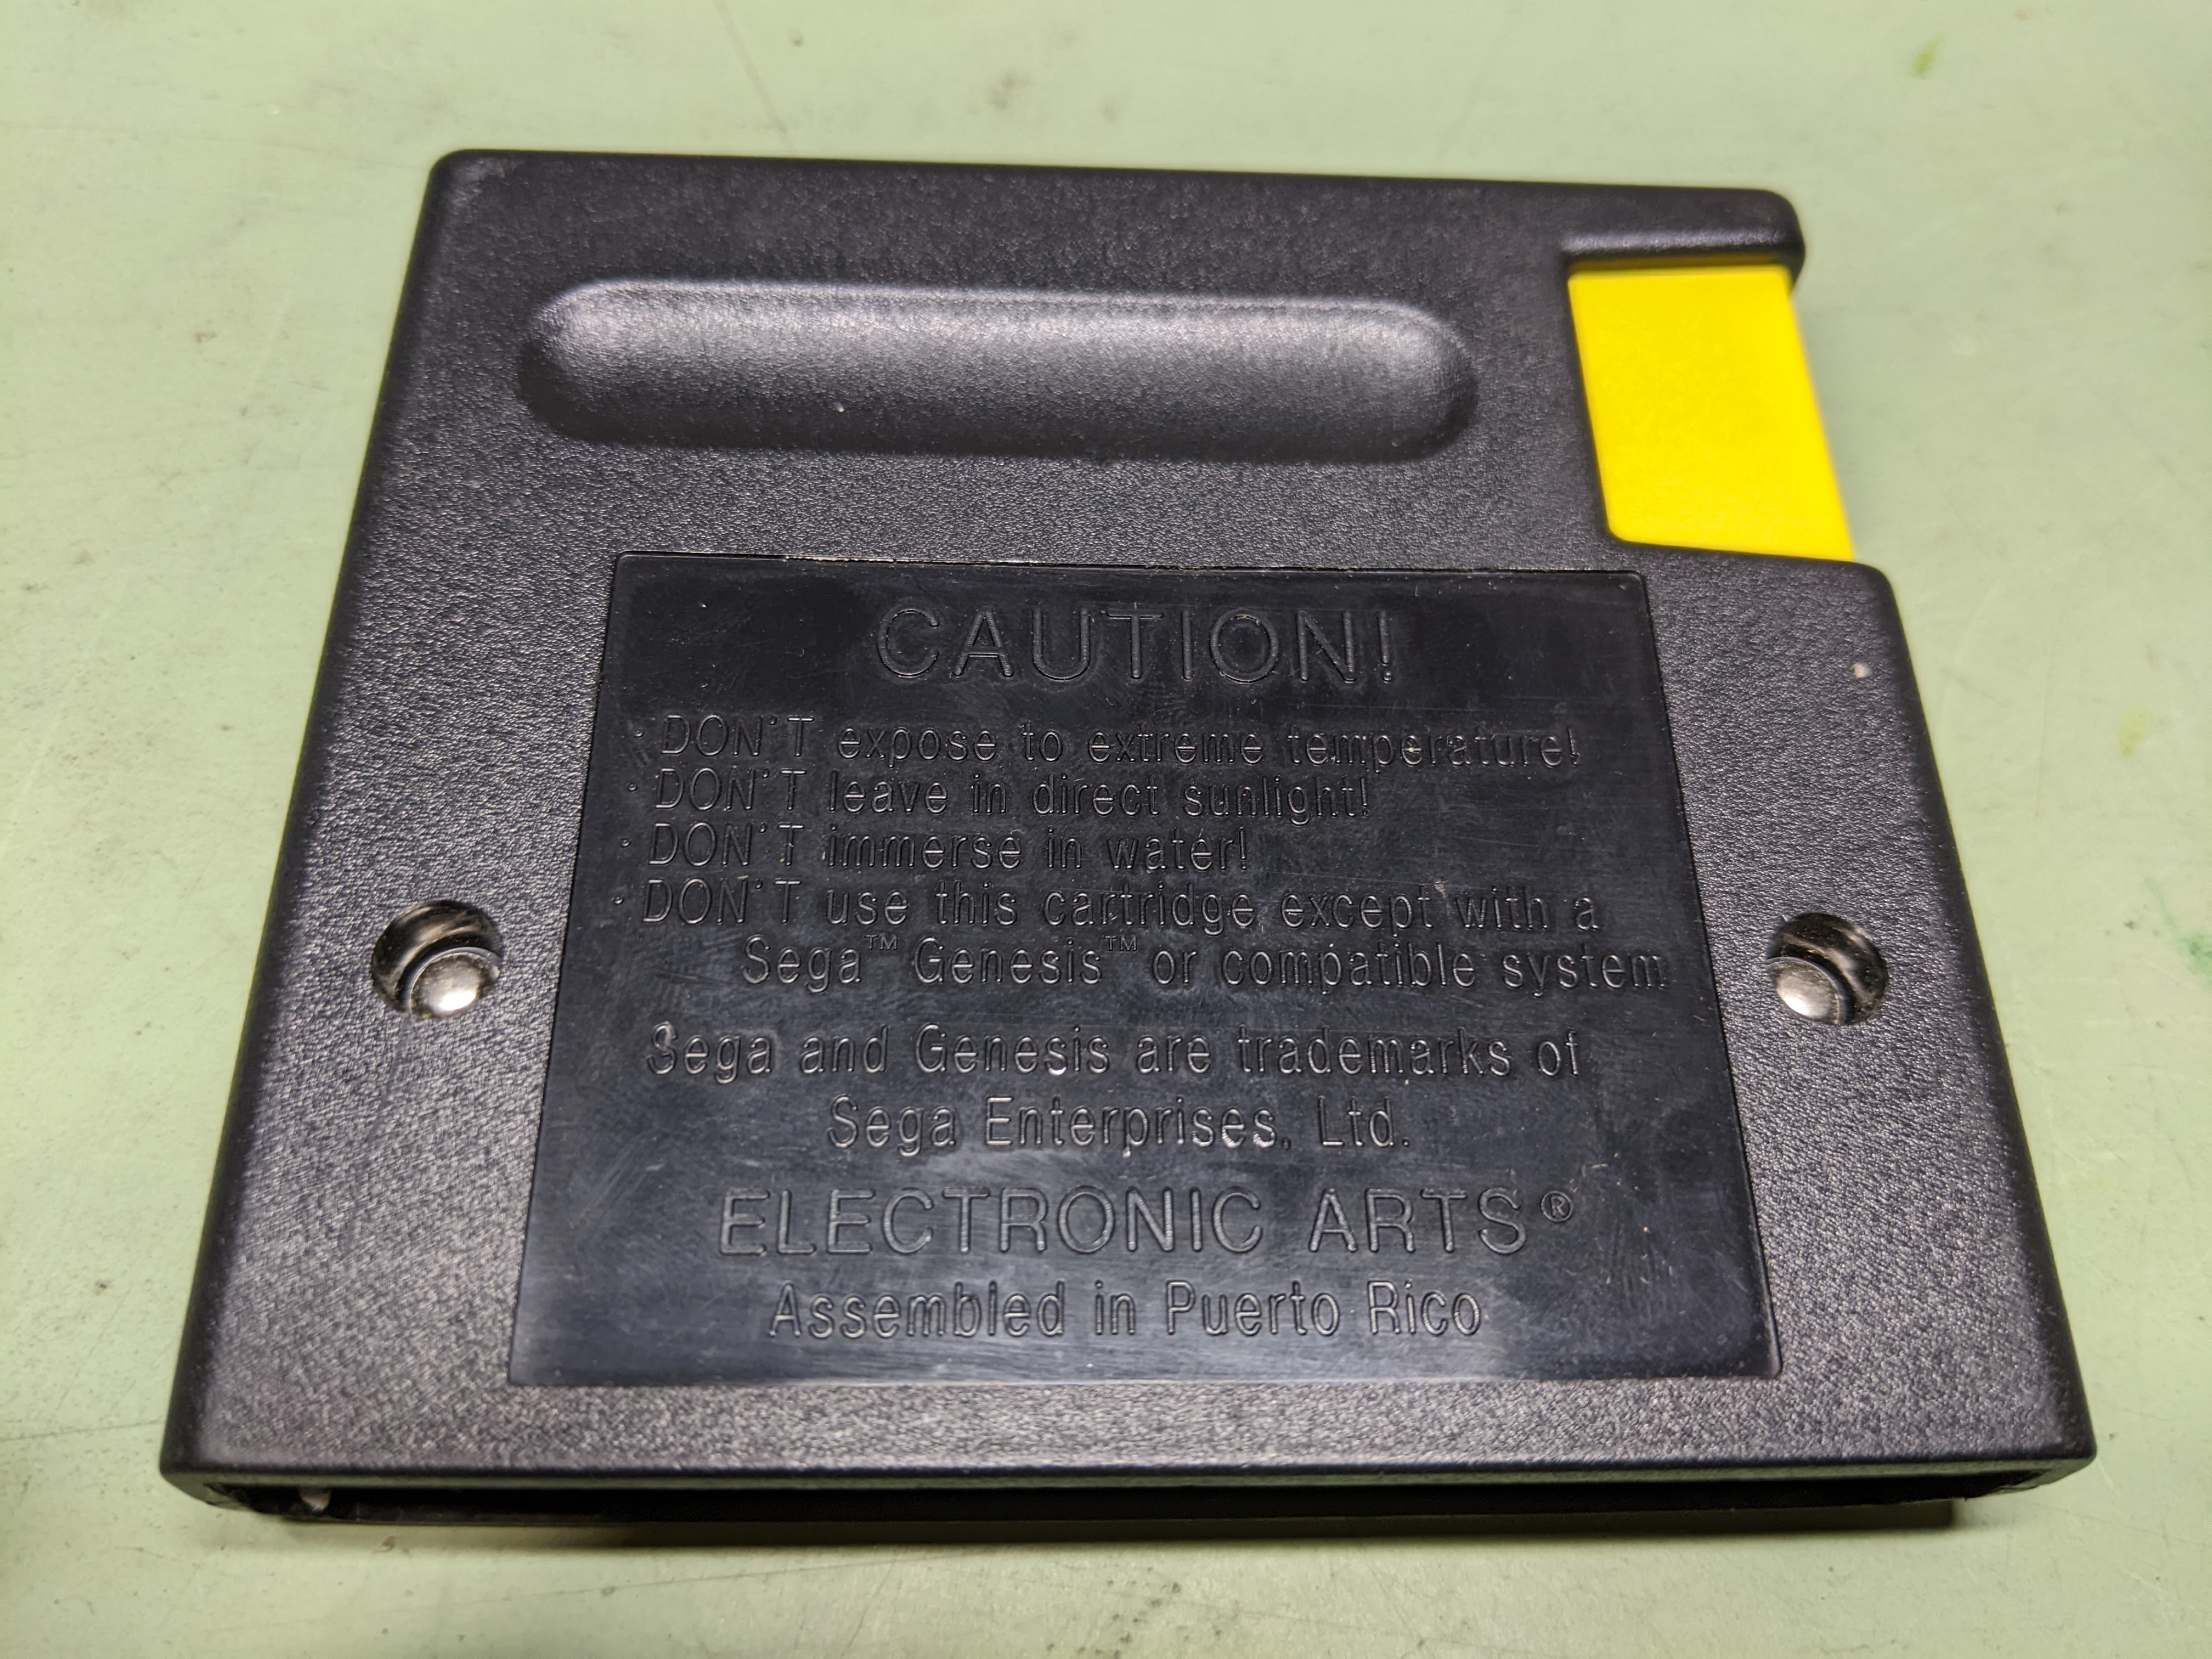 CAUTION!
· DON'T expose to extreme temperature!
· DON'T leave in direct sunlight!
· DON'T immerse in water!
· DON'T use this cartridge except with a
Sega™ Genesis™ or compatible system
Sega and Genesis are trademarks of
Sega Enterprises, Ltd.
ELECTRONIC ARTS®
Assembled in Puerto Rico